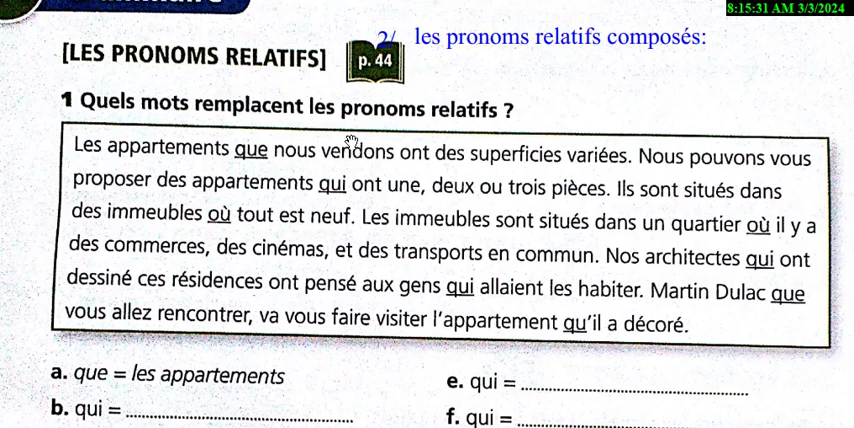 8:15:31 AM 3/3/2024
2/ les pronoms relatifs composés:
[LES PRONOMS RELATIFS] p. 44
1 Quels mots remplacent les pronoms relatifs ?
Les appartements que nous vendons ont des superficies variées. Nous pouvons vous
proposer des appartements qui ont une, deux ou trois pièces. Ils sont situés dans
des immeubles où tout est neuf. Les immeubles sont situés dans un quartier où il y a
des commerces, des cinémas, et des transports en commun. Nos architectes qui ont
dessiné ces résidences ont pensé aux gens qui allaient les habiter. Martin Dulac que
vous allez rencontrer, va vous faire visiter l'appartement qu'il a décoré.
a. que = les appartements
b. qui = ........................
e. qui = ........................
f. qui = ........................